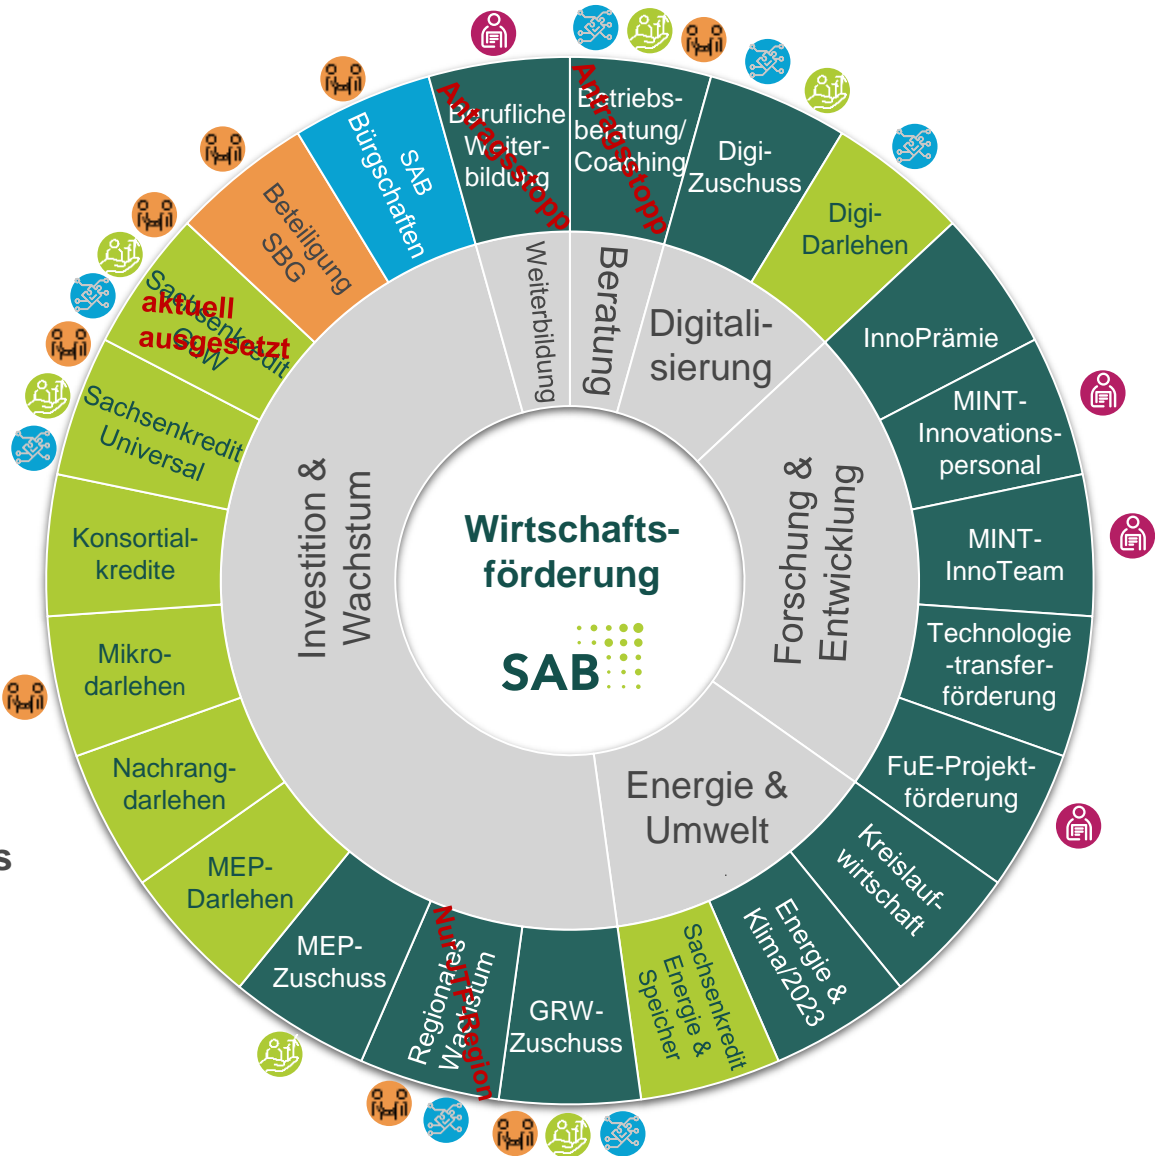 Wirtschafts-
förderung
SAB
Weiterbildung
Beratung
Digitali-
sierung
Forschung &
Entwicklung
Energie &
Umwelt
Investition &
Wachstum
Berufliche
Weiter-
bildung
Antragsstopp
Betriebs-
beratung/
Coaching
Antragsstopp
Digi-
Zuschuss
Digi-
Darlehen
InnoPrämie
MINT-
Innovations-
personal
MINT-
InnoTeam
Technologie
-transfer-
förderung
FuE-Projekt-
förderung
Kreislauf-
wirtschaft
Energie &
Klima/2023
Sachsenkredit
Energie &
Speicher
GRW-
Zuschuss
Regionales
Wachstum
Nur JTF-Region
MEP-
Zuschuss
MEP-
Darlehen
Nachrang-
darlehen
Mikro-
darlehen
Konsortial-
kredite
Sachsenkredit
Universal
Sachsenkredit
aktuell
ausgesetzt
Beteiligung
SBG
SAB
Bürgschaften
s